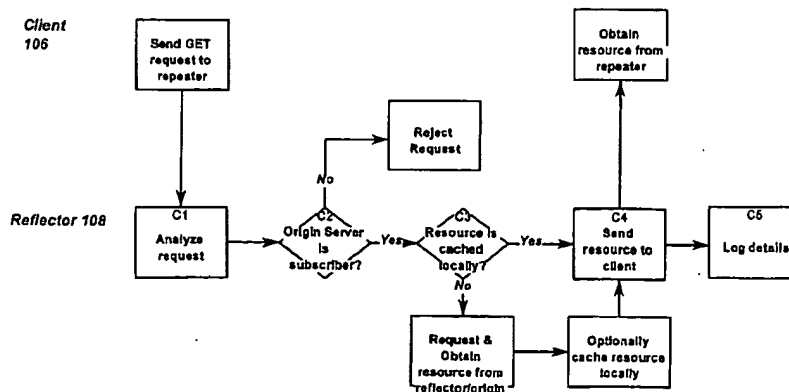 Client
106
Send GET
request to
repeater
Obtain
resource from
repeater
Reject
Request
No
Reflector 108
C1
Analyze
request
C2
Origin Server
is
subscriber?
Yes
C3
Resource is
cached
locally?
Yes
No
C4
Send
resource to
client
C5
Log details
Request &
Obtain
resource from
reflector/origin
Optionally
cache resource
locally